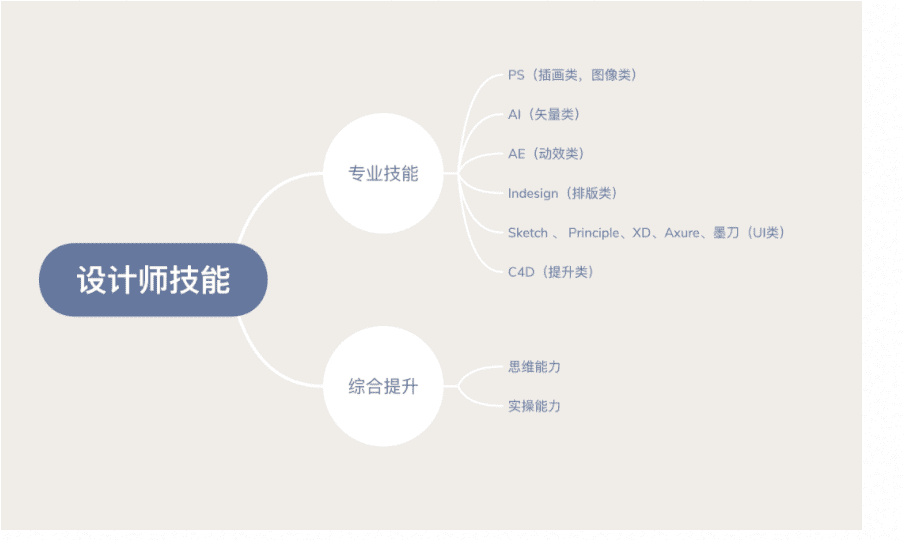 设计师技能
专业技能
PS（插画类，图像类）
AI（矢量类）
AE（动效类）
Indesign（排版类）
Sketch 、 Principle、XD、Axure、墨刀（UI类）
C4D（提升类）
综合提升
思维能力
实操能力